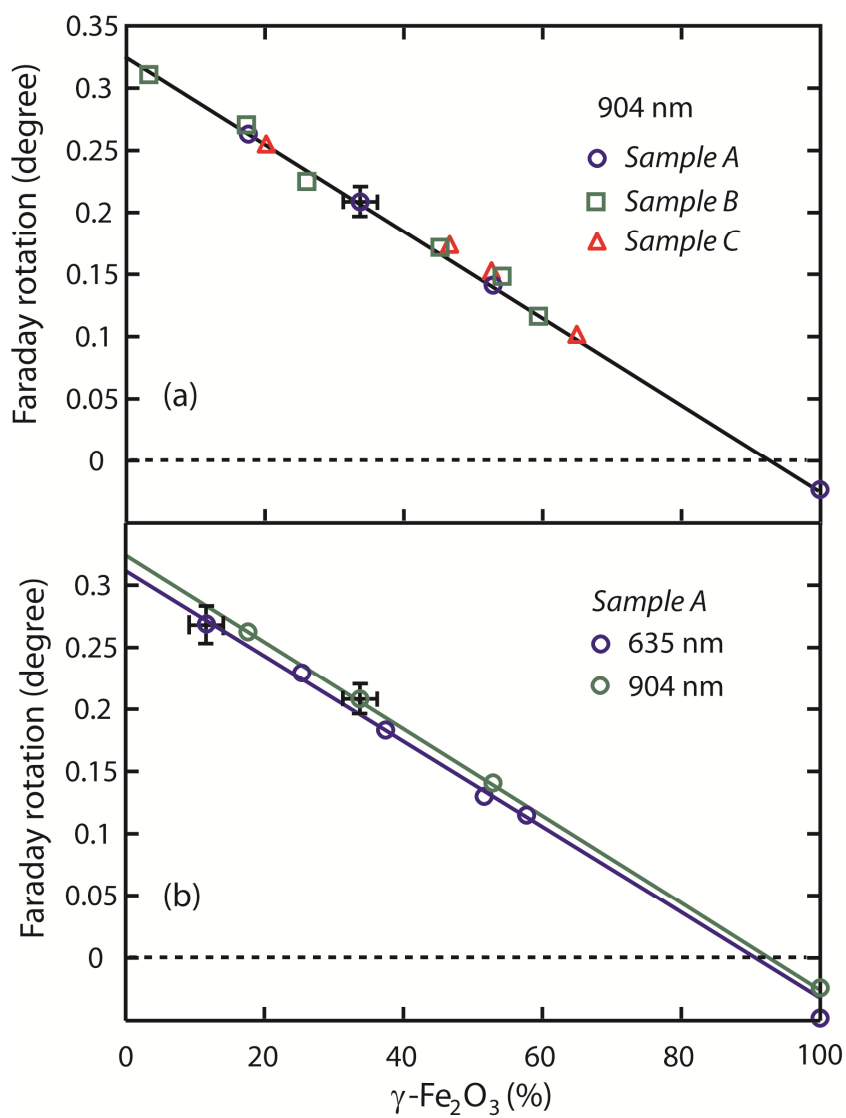 0.35
0.3
0.25
0.2
0.15
0.1
0.05
0
Faraday rotation (degree)
904 nm
Sample A
Sample B
Sample C
(a)
0.3
0.25
0.2
0.15
0.1
0.05
0
Faraday rotation (degree)
Sample A
635 nm
904 nm
(b)
0 20 40 60 80 100
γ-Fe₂O₃ (%)